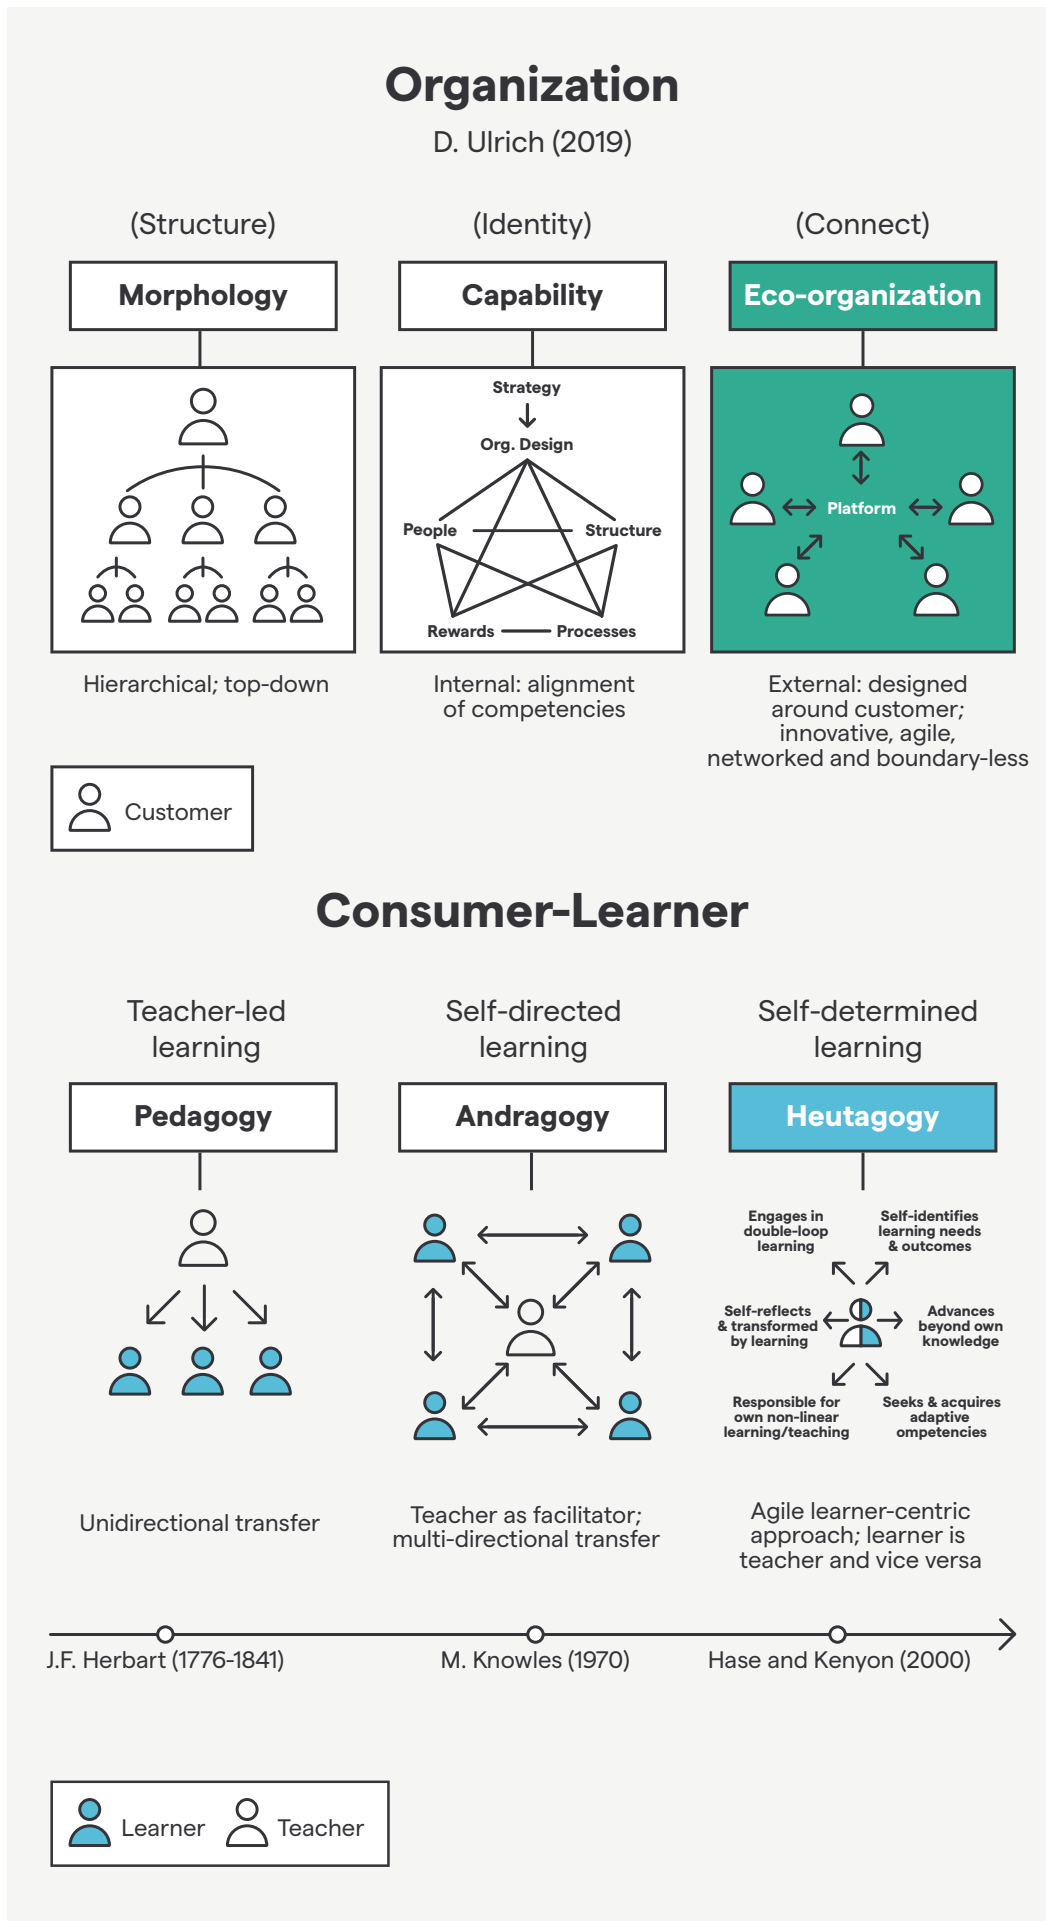 Organization
D. Ulrich (2019)
(Structure)
Morphology
Hierarchical; top-down
(Identity)
Capability
Strategy
Org. Design
People
Structure
Rewards
Processes
Internal: alignment
of competencies
(Connect)
Eco-organization
Platform
External: designed
around customer;
innovative, agile,
networked and boundary-less
Customer
Consumer-Learner
Teacher-led
learning
Pedagogy
Unidirectional transfer
Self-directed
learning
Andragogy
Teacher as facilitator;
multi-directional transfer
Self-determined
learning
Heutagogy
Engages in
double-loop
learning
Self-identifies
learning needs
& outcomes
Self-reflects
& transformed
by learning
Advances
beyond own
knowledge
Responsible for
own non-linear
learning/teaching
Seeks & acquires
adaptive
ompetencies
Agile learner-centric
approach; learner is
teacher and vice versa
J.F. Herbart (1776-1841)
M. Knowles (1970)
Hase and Kenyon (2000)
Learner
Teacher